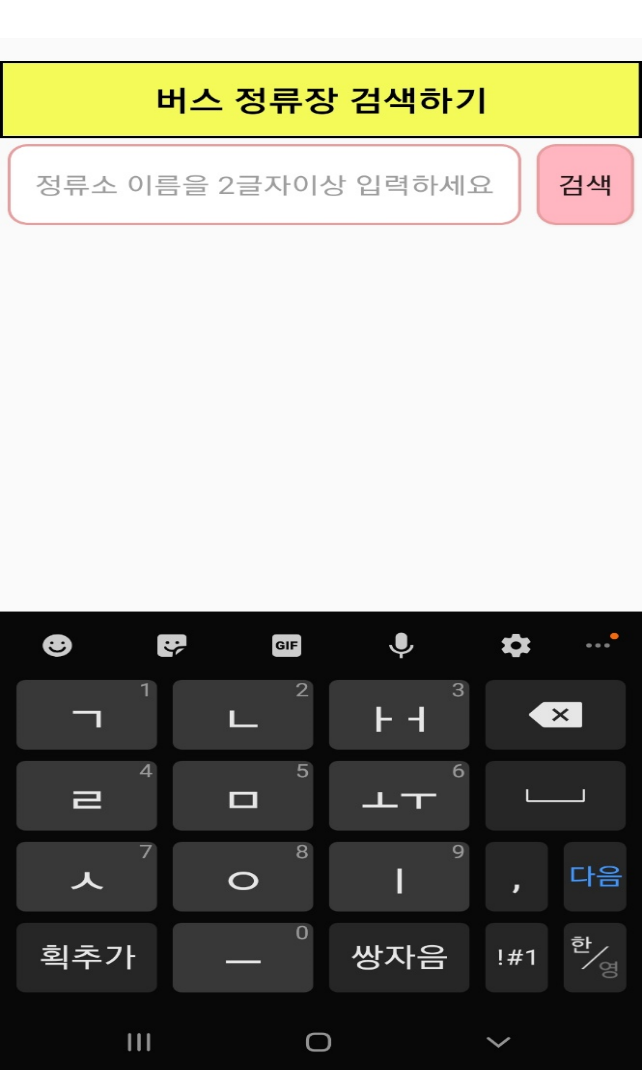 버스 정류장 검색하기
정류소 이름을 2글자이상 입력하세요 검색
GIF
ㄱ 1 ㄴ 2 ㅏㅓ 3
ㄹ 4 ㅁ 5 ㅗㅜ 6
ㅅ 7 ㅇ 8 ㅣ 9 , 다음
획추가 ㅡ 0 쌍자음 !#1 한/영